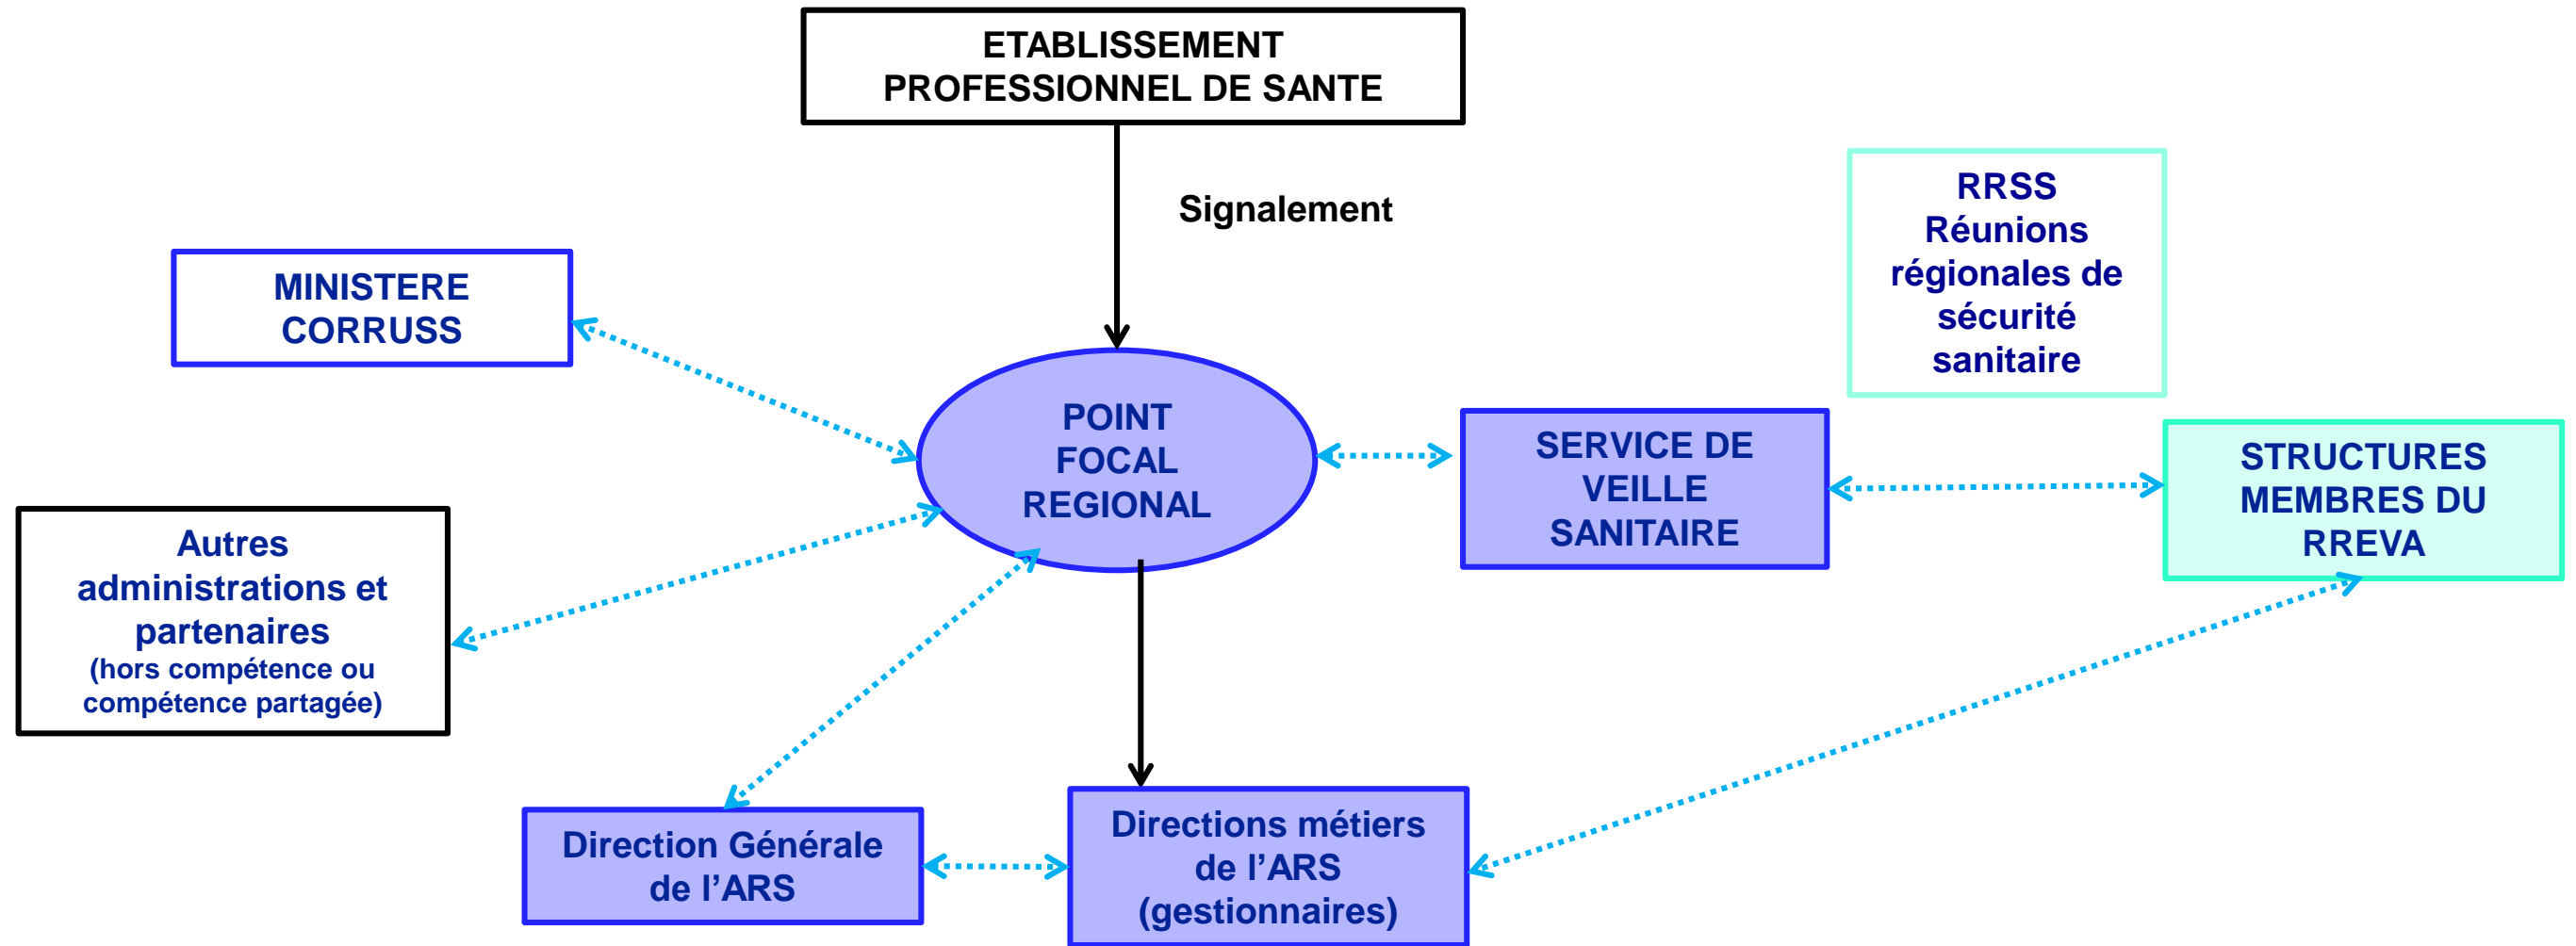 ETABLISSEMENT
PROFESSIONNEL DE SANTE
Signalement
RRSS
Réunions
régionales de
sécurité
sanitaire
MINISTERE
CORRUSS
POINT
FOCAL
REGIONAL
SERVICE DE
VEILLE
SANITAIRE
STRUCTURES
MEMBRES DU
RREVA
Autres
administrations et
partenaires
(hors compétence ou
compétence partagée)
Direction Générale
de l’ARS
Directions métiers
de l’ARS
(gestionnaires)